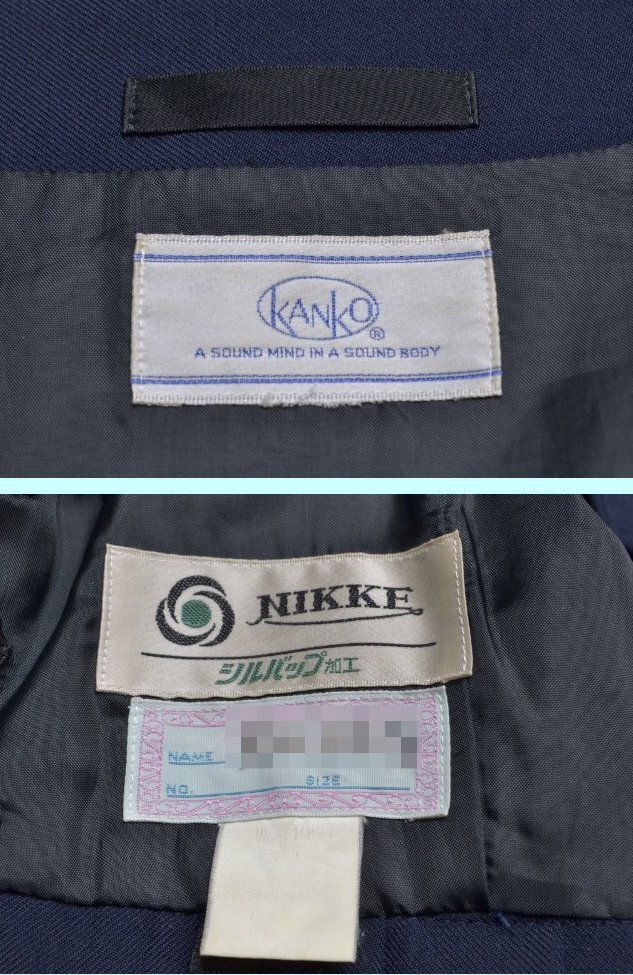 KANKO®
A SOUND MIND IN A SOUND BODY
NIKKE
シルバップ加工
NAME
NO. SIZE